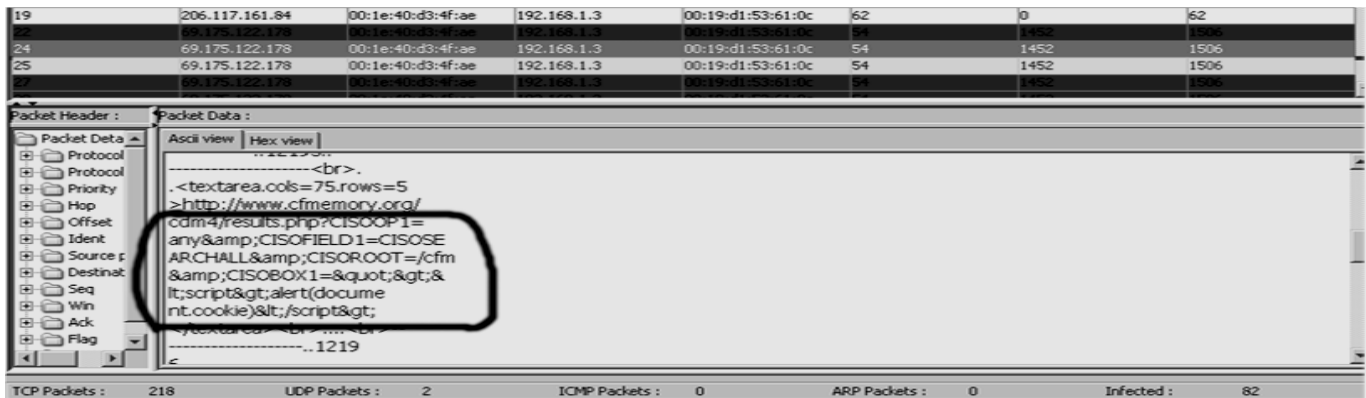 19 206.117.161.84 00:1e:40:d3:4f:ae 192.168.1.3 00:19:d1:53:61:0c 62 0 62
22 69.175.122.178 00:1e:40:d3:4f:ae 192.168.1.3 00:19:d1:53:61:0c 54 1452 1506
24 69.175.122.178 00:1e:40:d3:4f:ae 192.168.1.3 00:19:d1:53:61:0c 54 1452 1506
25 69.175.122.178 00:1e:40:d3:4f:ae 192.168.1.3 00:19:d1:53:61:0c 54 1452 1506
27 69.175.122.178 00:1e:40:d3:4f:ae 192.168.1.3 00:19:d1:53:61:0c 54 1452 1506
Packet Header : Packet Data :
Packet Deta
Protocol
Protocol
Priority
Hop
Offset
Ident
Source p
Destinat
Seq
Win
Ack
Flag
Ascii view Hex view
---------------------<br>.
.<textarea.cols=75.rows=5
>http://www.cfmemory.org/
cdm4/results.php?CISOOP1=
any&amp;CISOFIELD1=CISOSE
ARCHALL&amp;CISOROOT=/cfm
&amp;CISOBOX1=&quot;&gt;&
lt;script&gt;alert(docume
nt.cookie)&lt;/script&gt;
</textarea><br>....<br>
--------------------..1219
<
TCP Packets : 218 UDP Packets : 2 ICMP Packets : 0 ARP Packets : 0 Infected : 82